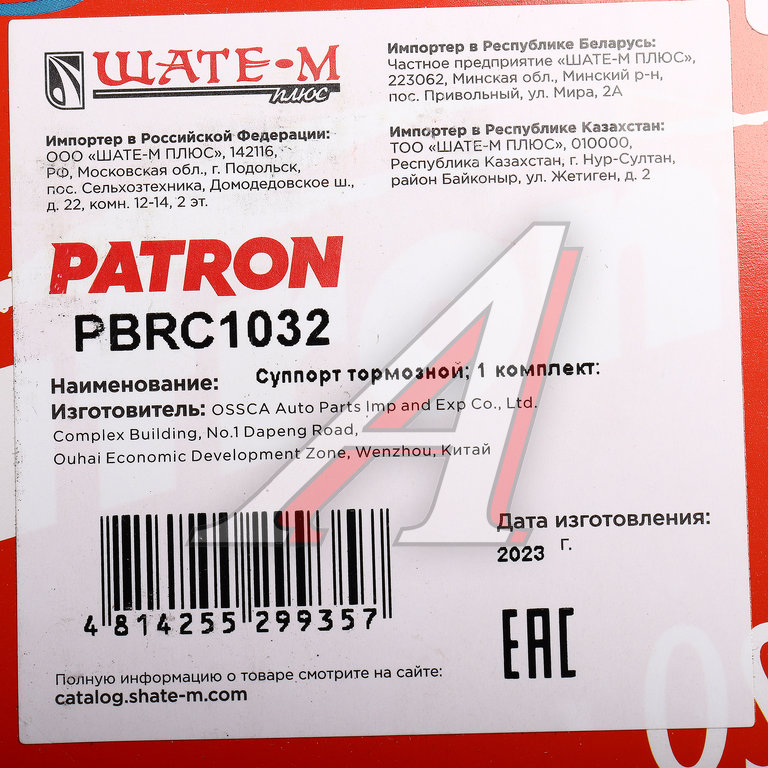 ШАТЕ-М
плюс
Импортер в Российской Федерации:
ООО «ШАТЕ-М ПЛЮС», 142116,
РФ, Московская обл., г. Подольск,
пос. Сельхозтехника, Домодедовское ш.,
д. 22, комн. 12-14, 2 эт.
Импортер в Республике Беларусь:
Частное предприятие «ШАТЕ-М ПЛЮС»,
223062, Минская обл., Минский р-н,
пос. Привольный, ул. Мира, 2А
Импортер в Республике Казахстан:
ТОО «ШАТЕ-М ПЛЮС», 010000,
Республика Казахстан, г. Нур-Султан,
район Байконыр, ул. Жетиген, д. 2
PATRON
PBRC1032
Наименование: Суппорт тормозной; 1 комплект:
Изготовитель: OSSCA Auto Parts Imp and Exp Co., Ltd.
Complex Building, No.1 Dapeng Road,
Ouhai Economic Development Zone, Wenzhou, Китай
4 814255 299357
Дата изготовления:
2023 г.
EAC
Полную информацию о товаре смотрите на сайте:
catalog.shate-m.com